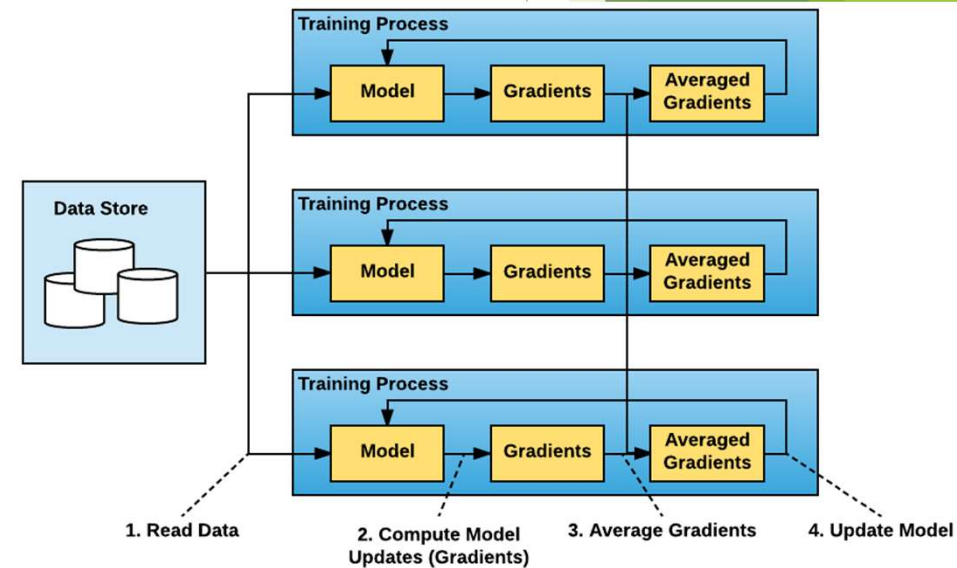 Training Process
Model
Gradients
Averaged
Gradients
Data Store
Training Process
Model
Gradients
Averaged
Gradients
Training Process
Model
Gradients
Averaged
Gradients
1. Read Data
2. Compute Model
Updates (Gradients)
3. Average Gradients
4. Update Model